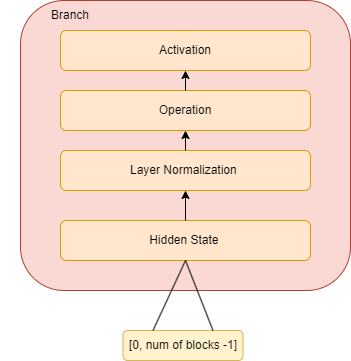 Branch
Activation
Operation
Layer Normalization
Hidden State
[0, num of blocks -1]